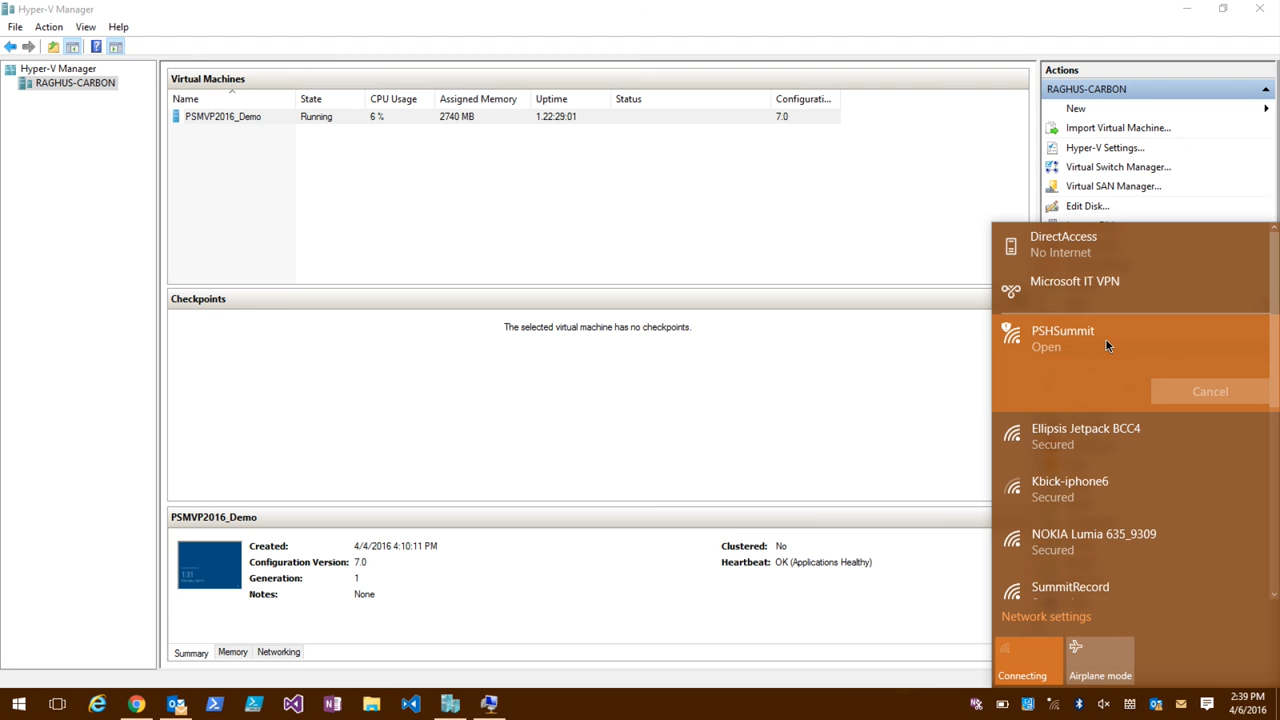 Hyper-V Manager
File Action View Help
Hyper-V Manager
RAGHUS-CARBON
Virtual Machines
Name State CPU Usage Assigned Memory Uptime Status Configurati...
PSMVP2016_Demo Running 6 % 2740 MB 1.22:29:01 7.0
Checkpoints
The selected virtual machine has no checkpoints.
PSMVP2016_Demo
1:31
Created: 4/4/2016 4:10:11 PM Clustered: No
Configuration Version: 7.0 Heartbeat: OK (Applications Healthy)
Generation: 1
Notes: None
Summary Memory Networking
Actions
RAGHUS-CARBON
New
Import Virtual Machine...
Hyper-V Settings...
Virtual Switch Manager...
Virtual SAN Manager...
Edit Disk...
DirectAccess
No Internet
Microsoft IT VPN
PSHSummit
Open
Cancel
Ellipsis Jetpack BCC4
Secured
Kbick-iphone6
Secured
NOKIA Lumia 635_9309
Secured
SummitRecord
Network settings
Connecting Airplane mode
2:39 PM
4/6/2016